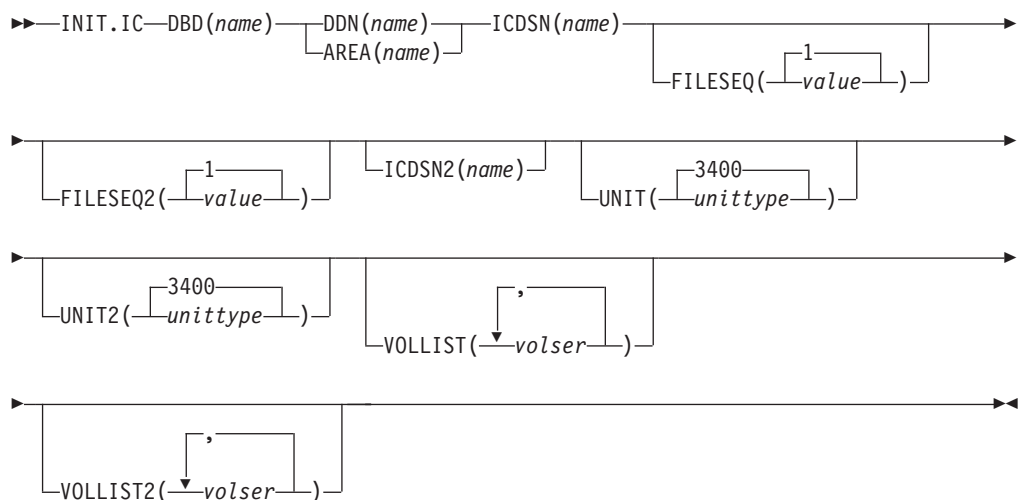 INIT.IC DBD(name) DDN(name) ICDSN(name)
AREA(name)
1
FILESEQ( value )
1
FILESEQ2( value )
ICDSN2(name)
3400
UNIT( unittype )
3400
UNIT2( unittype )
,
VOLLIST( volser )
,
VOLLIST2( volser )